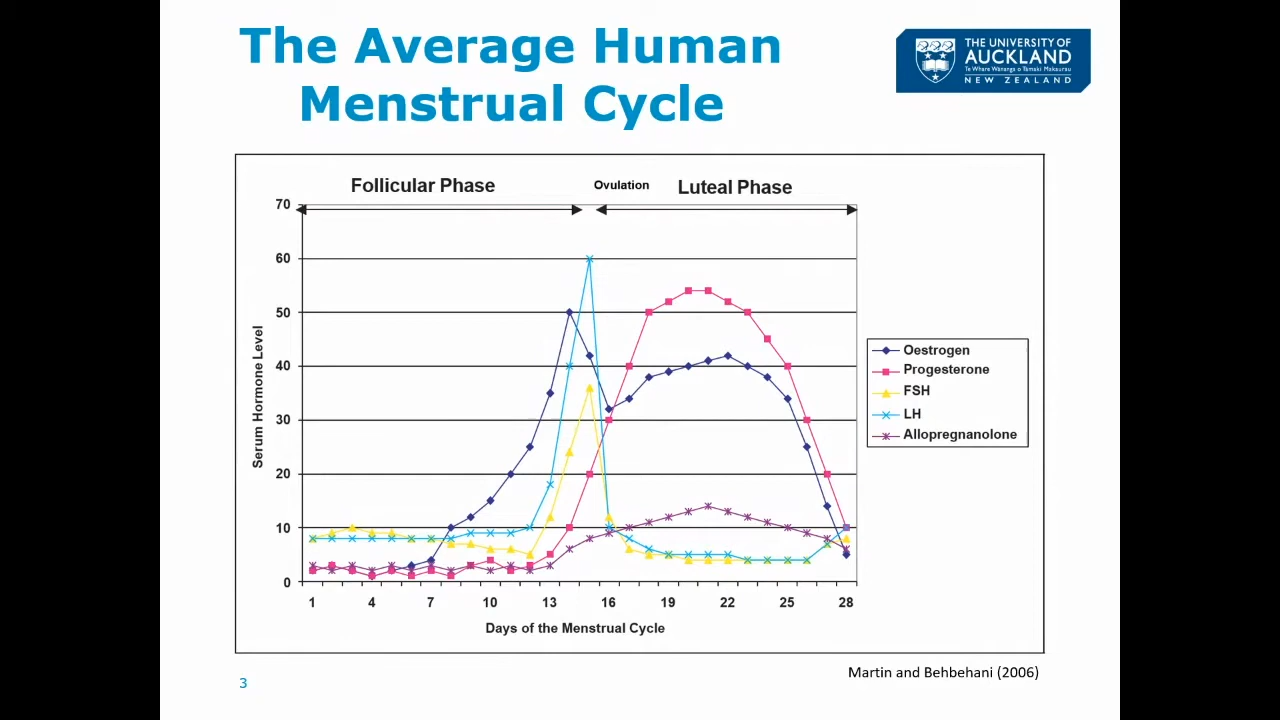 The Average Human
Menstrual Cycle
THE UNIVERSITY OF
AUCKLAND
Te Whare Wānanga o Tāmaki Makaurau
NEW ZEALAND
Follicular Phase
Ovulation
Luteal Phase
70
60
50
40
30
20
10
0
Serum Hormone Level
1 4 7 10 13 16 19 22 25 28
Days of the Menstrual Cycle
Oestrogen
Progesterone
FSH
LH
Allopregnanolone
Martin and Behbehani (2006)
3